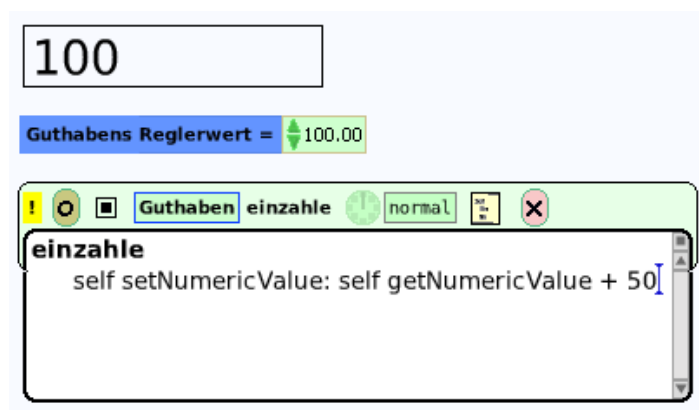 100
Guthabens Reglerwert = 100.00
! Guthaben einzahle normal
einzahle
self setNumericValue: self getNumericValue + 50